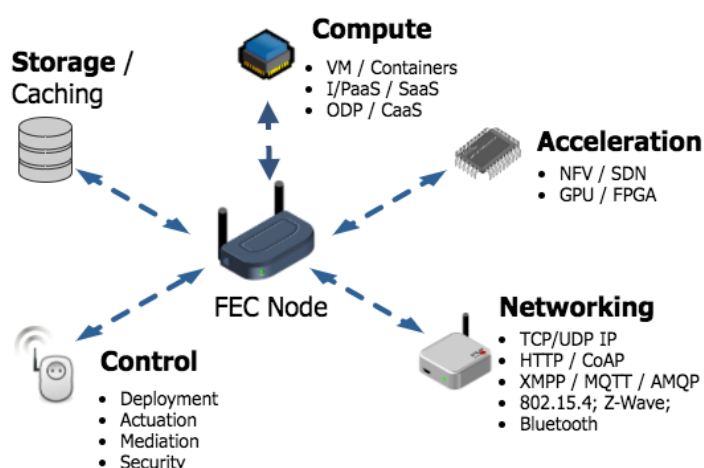 Compute
• VM / Containers
• I/PaaS / SaaS
• ODP / CaaS
Storage /
Caching
Acceleration
• NFV / SDN
• GPU / FPGA
FEC Node
Networking
• TCP/UDP IP
• HTTP / CoAP
• XMPP / MQTT / AMQP
• 802.15.4; Z-Wave;
• Bluetooth
Control
• Deployment
• Actuation
• Mediation
• Security